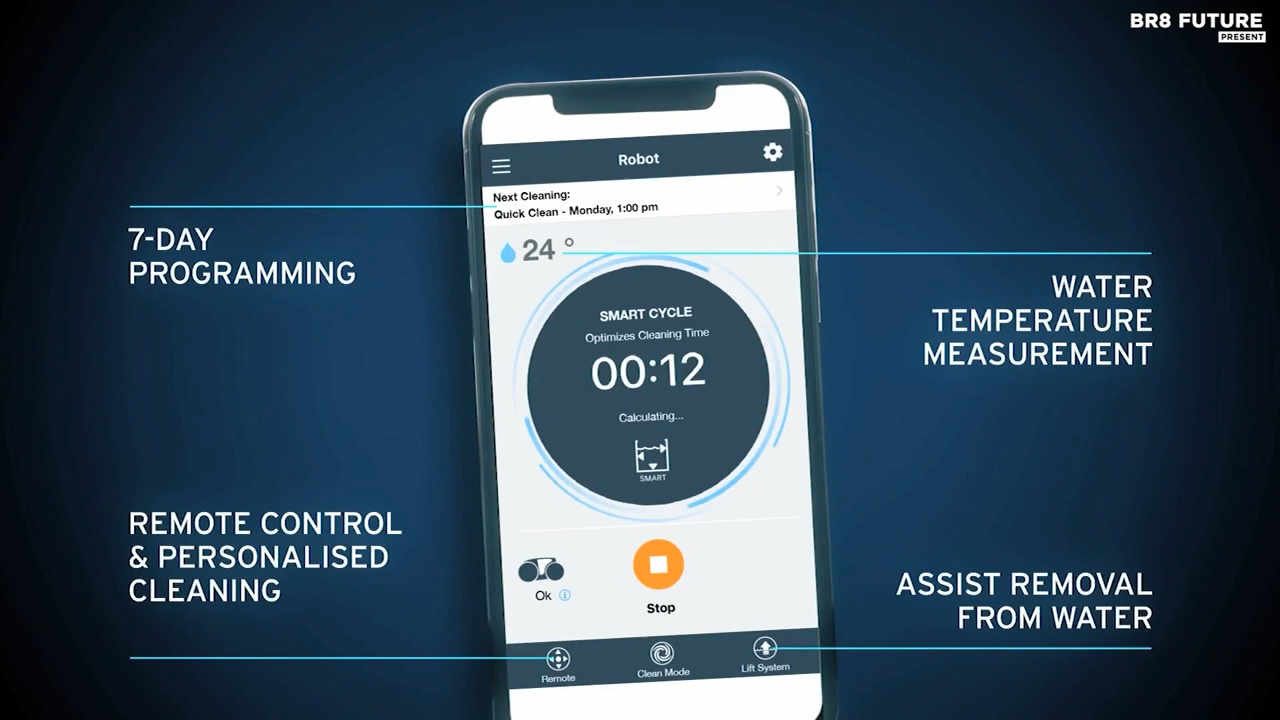 BR8 FUTURE
PRESENT
Robot
Next Cleaning:
Quick Clean - Monday, 1:00 pm
24 °
7-DAY
PROGRAMMING
WATER
TEMPERATURE
MEASUREMENT
SMART CYCLE
Optimizes Cleaning Time
00:12
Calculating...
SMART
REMOTE CONTROL
& PERSONALISED
CLEANING
Ok
Stop
ASSIST REMOVAL
FROM WATER
Remote
Clean Mode
Lift System